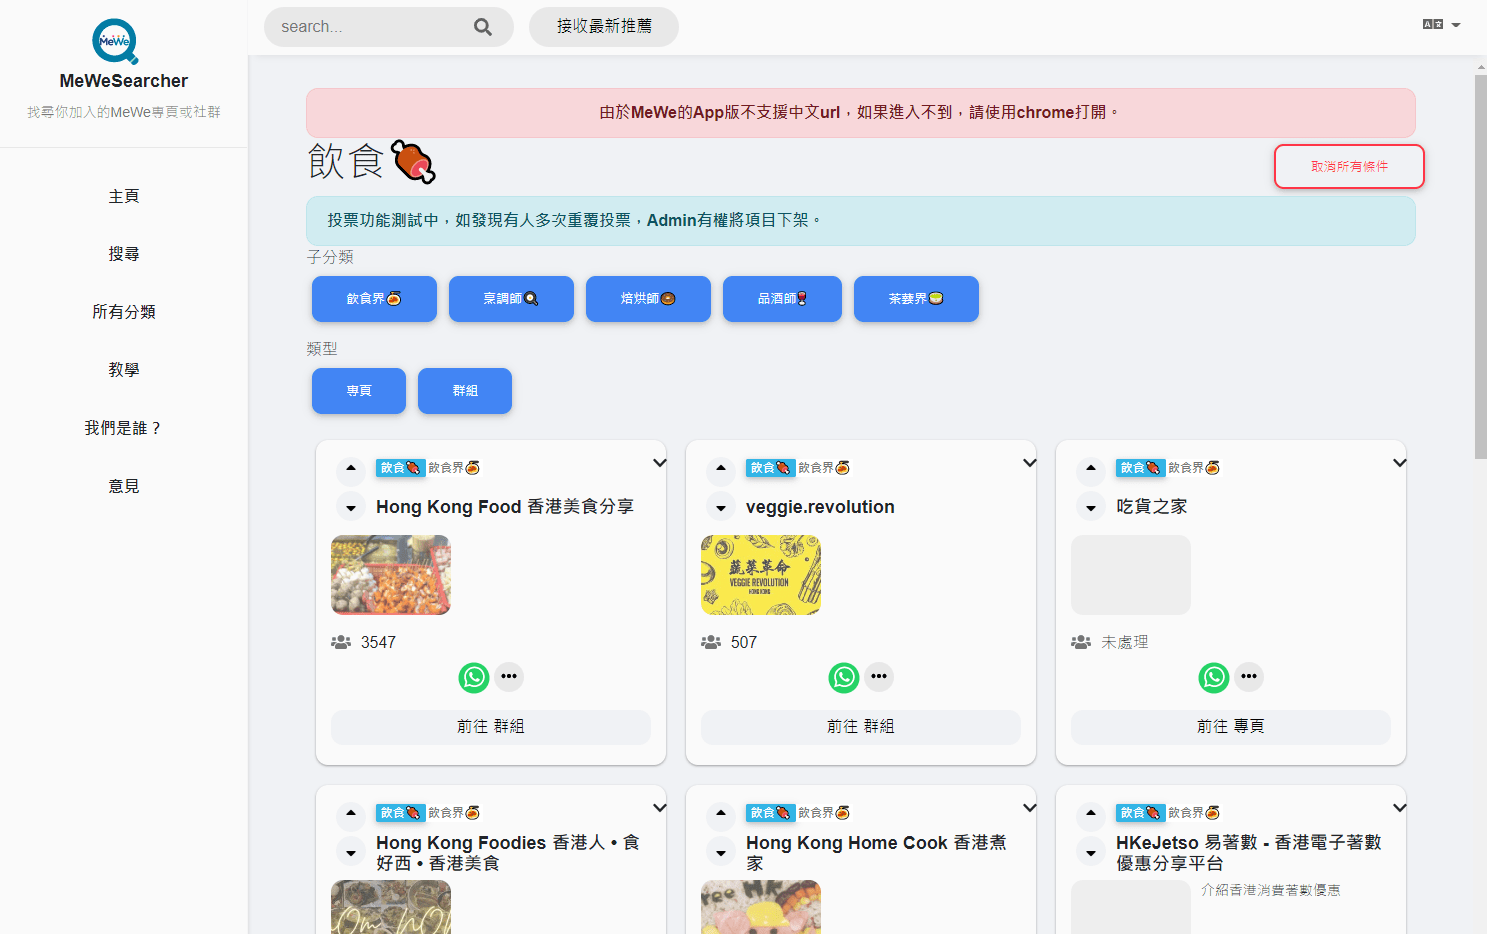 MeWe
MeWeSearcher
找尋你加入的MeWe專頁或社群
主頁
搜尋
所有分類
教學
我們是誰？
意見
search...
接收最新推薦
由於MeWe的App版不支援中文url，如果進入不到，請使用chrome打開。
飲食
取消所有條件
投票功能測試中，如發現有人多次重覆投票，Admin有權將項目下架。
子分類
飲食界 烹調師 焙烘師 品酒師 茶藝界
類型
專頁 群組
飲食 飲食界
Hong Kong Food 香港美食分享
3547
前往 群組
飲食 飲食界
veggie.revolution
蔬菜革命
VEGGIE REVOLUTION
HONG KONG
507
前往 群組
飲食 飲食界
吃貨之家
未處理
前往 專頁
飲食 飲食界
Hong Kong Foodies 香港人 • 食
好西 • 香港美食
Om NOM
飲食 飲食界
Hong Kong Home Cook 香港煮
家
飲食 飲食界
HKeJetso 易著數 - 香港電子著數
優惠分享平台
介紹香港消費著數優惠